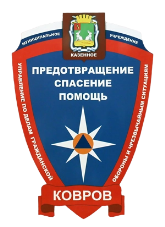 МУНИЦИПАЛЬНОЕ
УЧРЕЖДЕНИЕ
КАЗЕННОЕ
УПРАВЛЕНИЕ ПО ДЕЛАМ ГРАЖДАНСКОЙ
ОБОРОНЫ И ЧРЕЗВЫЧАЙНЫМ СИТУАЦИЯМ
ПРЕДОТВРАЩЕНИЕ
СПАСЕНИЕ
ПОМОЩЬ
КОВРОВ